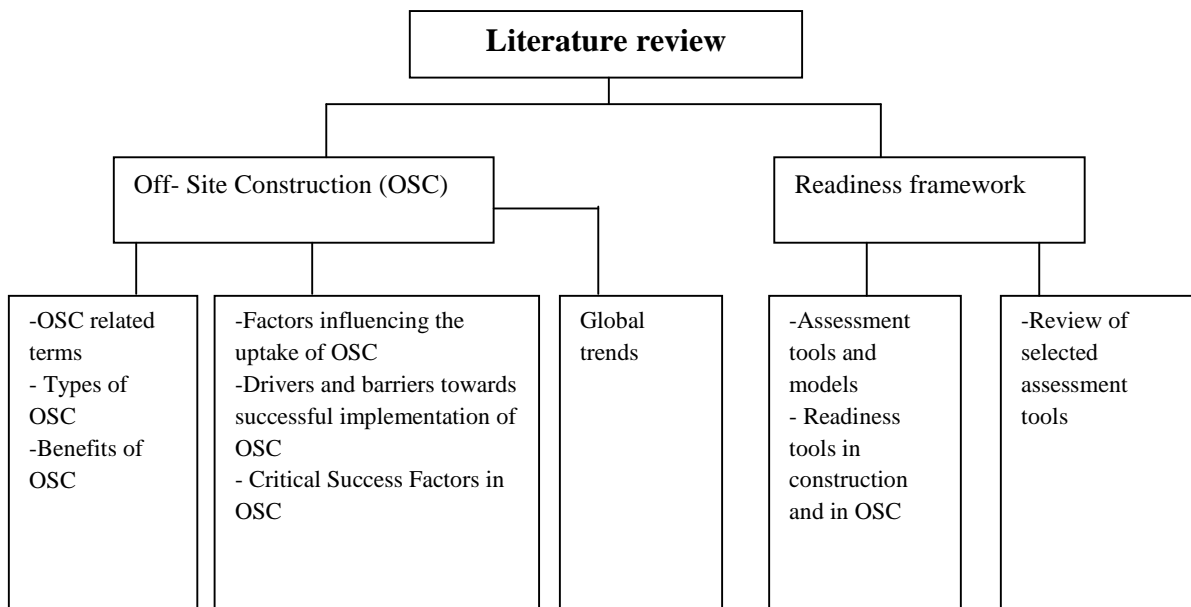 Literature review
Off- Site Construction (OSC)
Readiness framework
-OSC related
terms
- Types of
OSC
-Benefits of
OSC
-Factors influencing the
uptake of OSC
-Drivers and barriers towards
successful implementation of
OSC
- Critical Success Factors in
OSC
Global
trends
-Assessment
tools and
models
- Readiness
tools in
construction
and in OSC
-Review of
selected
assessment
tools